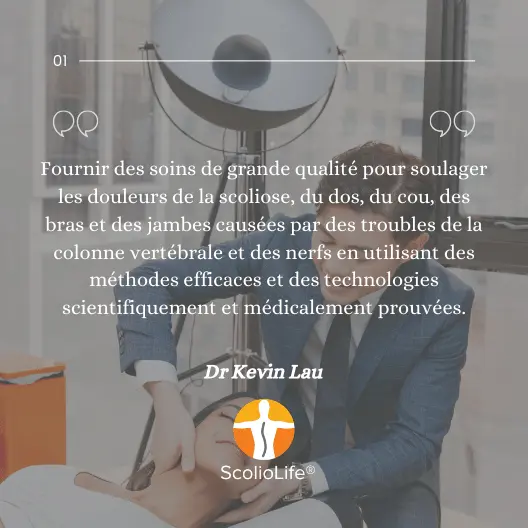 01
Fournir des soins de grande qualité pour soulager
les douleurs de la scoliose, du dos, du cou, des
bras et des jambes causées par des troubles de la
colonne vertébrale et des nerfs en utilisant des
méthodes efficaces et des technologies
scientifiquement et médicalement prouvées.
Dr Kevin Lau
ScolioLife®